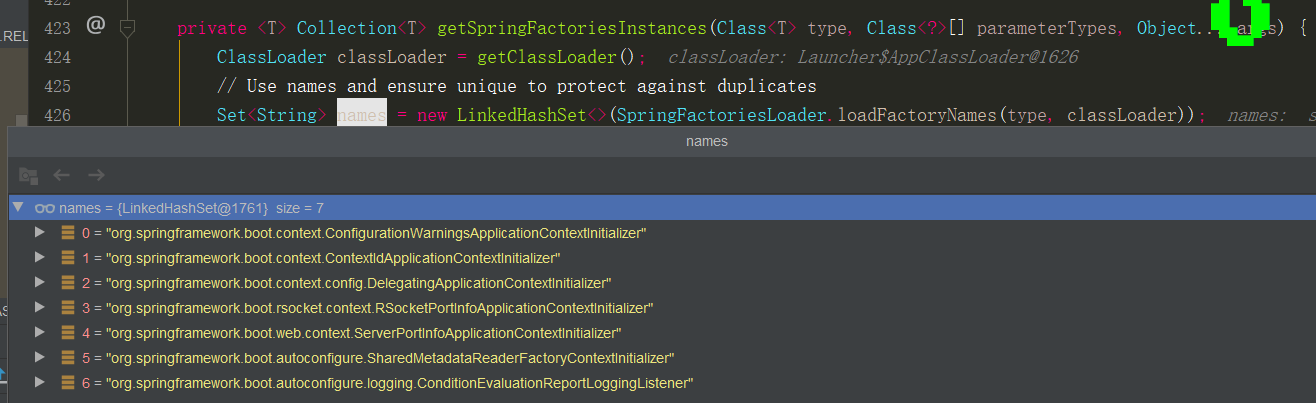 422
.REL
423 @ private <T> Collection<T> getSpringFactoriesInstances(Class<T> type, Class<?>[] parameterTypes, Object... args) {
424 ClassLoader classLoader = getClassLoader(); classLoader: Launcher$AppClassLoader@1626
425 // Use names and ensure unique to protect against duplicates
426 Set<String> names = new LinkedHashSet<>(SpringFactoriesLoader.loadFactoryNames(type, classLoader)); names: s
names
names = {LinkedHashSet@1761} size = 7
0 = "org.springframework.boot.context.ConfigurationWarningsApplicationContextInitializer"
1 = "org.springframework.boot.context.ContextIdApplicationContextInitializer"
2 = "org.springframework.boot.context.config.DelegatingApplicationContextInitializer"
3 = "org.springframework.boot.rsocket.context.RSocketPortInfoApplicationContextInitializer"
4 = "org.springframework.boot.web.context.ServerPortInfoApplicationContextInitializer"
5 = "org.springframework.boot.autoconfigure.SharedMetadataReaderFactoryContextInitializer"
6 = "org.springframework.boot.autoconfigure.logging.ConditionEvaluationReportLoggingListener"